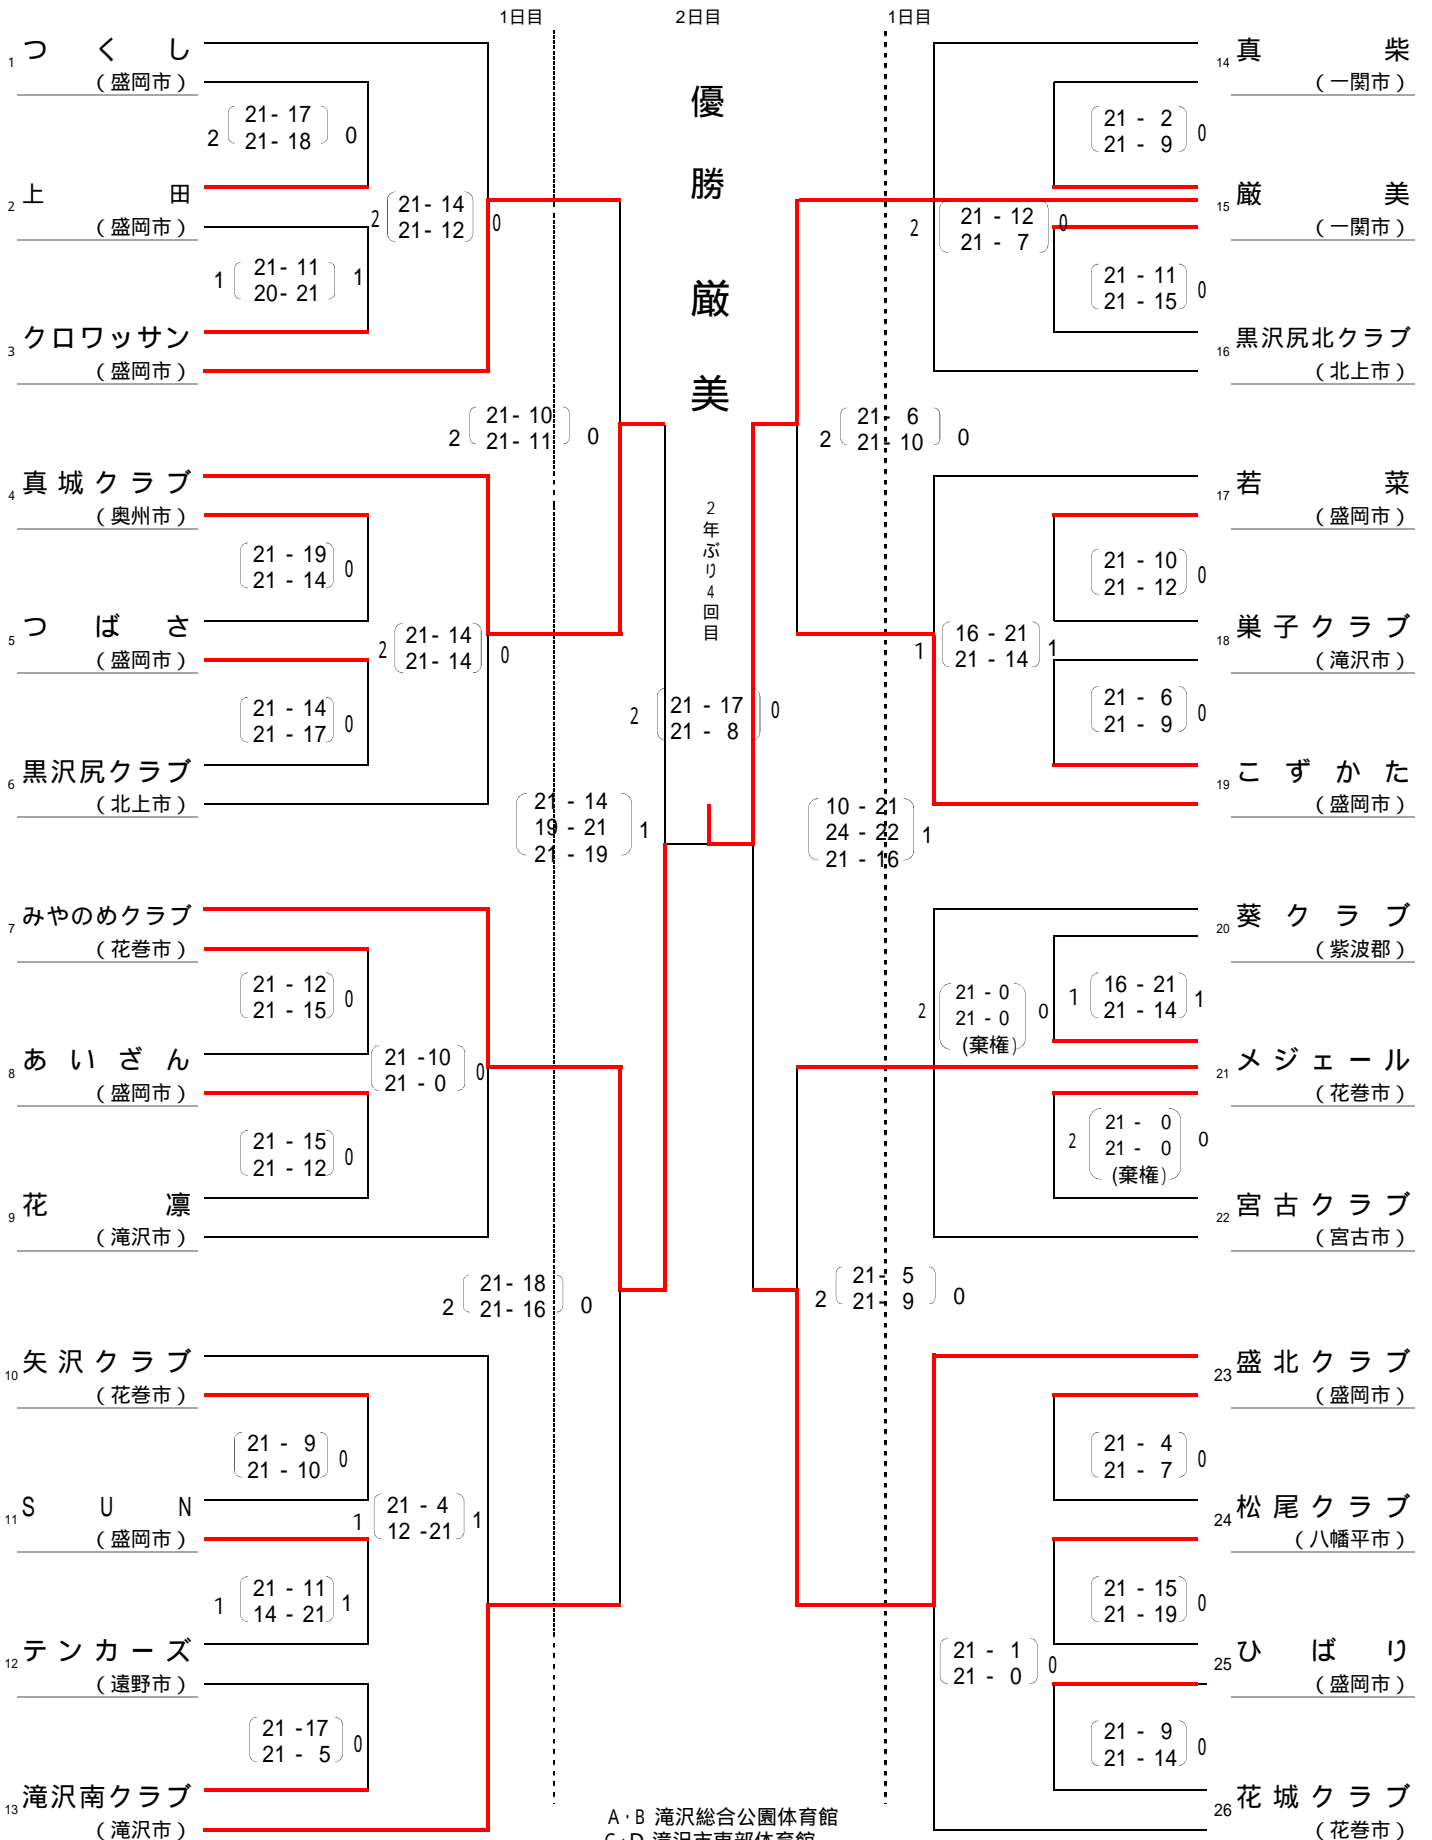 1日目
2日目
1日目
優勝 厳美
2年ぶり4回目
1 つくし
（盛岡市）
2 ( 21- 17 ) 0
21- 18
2 上田
（盛岡市）
2 ( 21- 14 ) 0
21- 12
1 ( 21- 11 ) 1
20- 21
3 クロワッサン
（盛岡市）
2 ( 21- 10 ) 0
21- 11
4 真城クラブ
（奥州市）
( 21 - 19 ) 0
21 - 14
5 つばさ
（盛岡市）
2 ( 21- 14 ) 0
21- 14
( 21 - 14 ) 0
21 - 17
6 黒沢尻クラブ
（北上市）
( 21 - 14
19 - 21 ) 1
21 - 19
7 みやのめクラブ
（花巻市）
( 21 - 12 ) 0
21 - 15
8 あいざん
（盛岡市）
( 21 -10 ) 0
21 - 0
( 21 - 15 ) 0
21 - 12
9 花凛
（滝沢市）
2 ( 21- 18 ) 0
21- 16
10 矢沢クラブ
（花巻市）
( 21 - 9 ) 0
21 - 10
11 SUN
（盛岡市）
1 ( 21 - 4 ) 1
12 -21
1 ( 21 - 11 ) 1
14 - 21
12 テンカーズ
（遠野市）
( 21 -17 ) 0
21 - 5
13 滝沢南クラブ
（滝沢市）
2 ( 21 - 17 ) 0
21 - 8
14 真柴
（一関市）
( 21 - 2 ) 0
21 - 9
15 厳美
（一関市）
2 ( 21 - 12 ) 0
21 - 7
( 21 - 11 ) 0
21 - 15
16 黒沢尻北クラブ
（北上市）
2 ( 21- 6 ) 0
21- 10
17 若菜
（盛岡市）
( 21 - 10 ) 0
21 - 12
18 巣子クラブ
（滝沢市）
1 ( 16 - 21 ) 1
21 - 14
( 21 - 6 ) 0
21 - 9
19 こずかた
（盛岡市）
( 10 - 21
24 - 22 ) 1
21 - 16
20 葵クラブ
（紫波郡）
1 ( 16 - 21 ) 1
21 - 14
2 ( 21 - 0
21 - 0 ) 0
(棄権)
21 メジェール
（花巻市）
2 ( 21 - 0
21 - 0 ) 0
(棄権)
22 宮古クラブ
（宮古市）
2 ( 21- 5 ) 0
21- 9
23 盛北クラブ
（盛岡市）
( 21 - 4 ) 0
21 - 7
24 松尾クラブ
（八幡平市）
( 21 - 15 ) 0
21 - 19
25 ひばり
（盛岡市）
( 21 - 1 ) 0
21 - 0
( 21 - 9 ) 0
21 - 14
26 花城クラブ
（花巻市）
A・B 滝沢総合公園体育館
C・D 滝沢市東部体育館